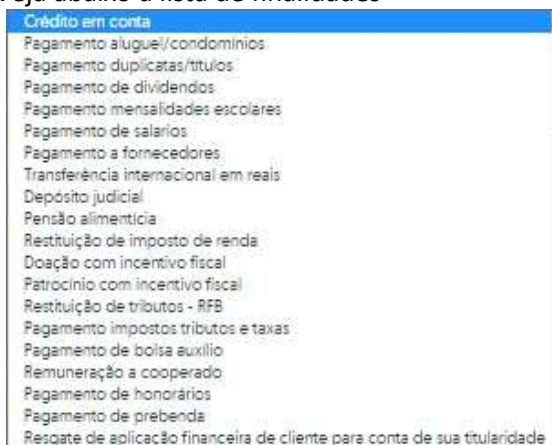 Veja abaixo a lista de finalidades
Crédito em conta
Pagamento aluguel/condomínios
Pagamento duplicatas/títulos
Pagamento de dividendos
Pagamento mensalidades escolares
Pagamento de salarios
Pagamento a fornecedores
Transferência internacional em reais
Depósito judicial
Pensão alimentícia
Restituição de imposto de renda
Doação com incentivo fiscal
Patrocínio com incentivo fiscal
Restituição de tributos - RFB
Pagamento impostos tributos e taxas
Pagamento de bolsa auxílio
Remuneração a cooperado
Pagamento de honorários
Pagamento de prebenda
Resgate de aplicação financeira de cliente para conta de sua titularidade